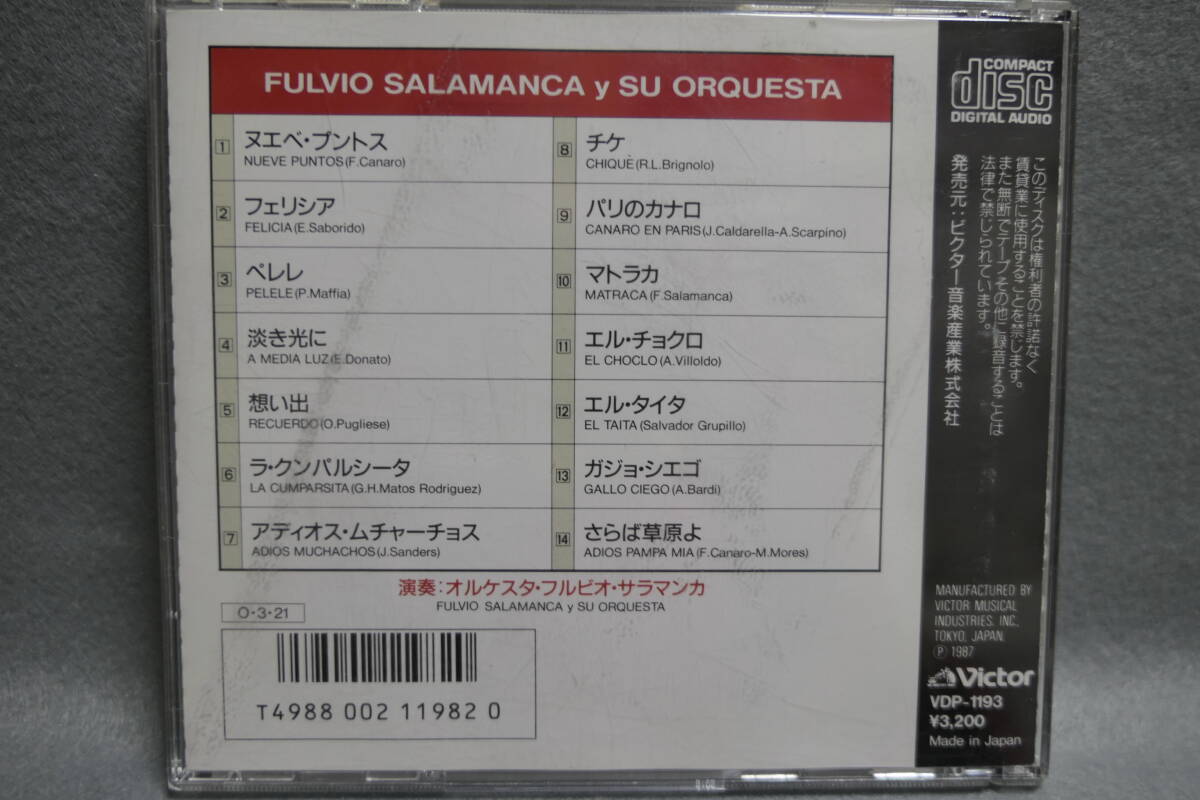 FULVIO SALAMANCA y SU ORQUESTA
1 ヌエベ・プントス
NUEVE PUNTOS (F. Canaro)
2 フェリシア
FELICIA (E. Saborido)
3 ペレレ
PELELE (P. Maffia)
4 淡き光に
A MEDIA LUZ (E. Donato)
5 想い出
RECUERDO (O. Pugliese)
6 ラ・クンパルシータ
LA CUMPARSITA (G.H. Matos Rodriguez)
7 アディオス・ムチャーチョス
ADIOS MUCHACHOS (J. Sanders)
8 チケ
CHIQUÈ (R.L. Brignolo)
9 パリのカナロ
CANARO EN PARIS (J. Caldarella-A. Scarpino)
10 マトラカ
MATRACA (F. Salamanca)
11 エル・チョクロ
EL CHOCLO (A. Villoldo)
12 エル・タイタ
EL TAITA (Salvador Grupillo)
13 ガジョ・シエゴ
GALLO CIEGO (A. Bardi)
14 さらば草原よ
ADIOS PAMPA MIA (F. Canaro-M. Mores)
演奏:オルケスタ・フルビオ・サラマンカ
FULVIO SALAMANCA y SU ORQUESTA
O・3・21
T4988 002 11982 0
COMPACT
disc
DIGITAL AUDIO
このディスクは権利者の許諾なく
賃貸業に使用することを禁じます。
また無断でテープその他に録音することは
法律で禁じられています。
発売元:ビクター音楽産業株式会社
MANUFACTURED BY
VICTOR MUSICAL
INDUSTRIES, INC.,
TOKYO, JAPAN.
Ⓟ 1987
Victor
VDP-1193
¥3,200
Made in Japan